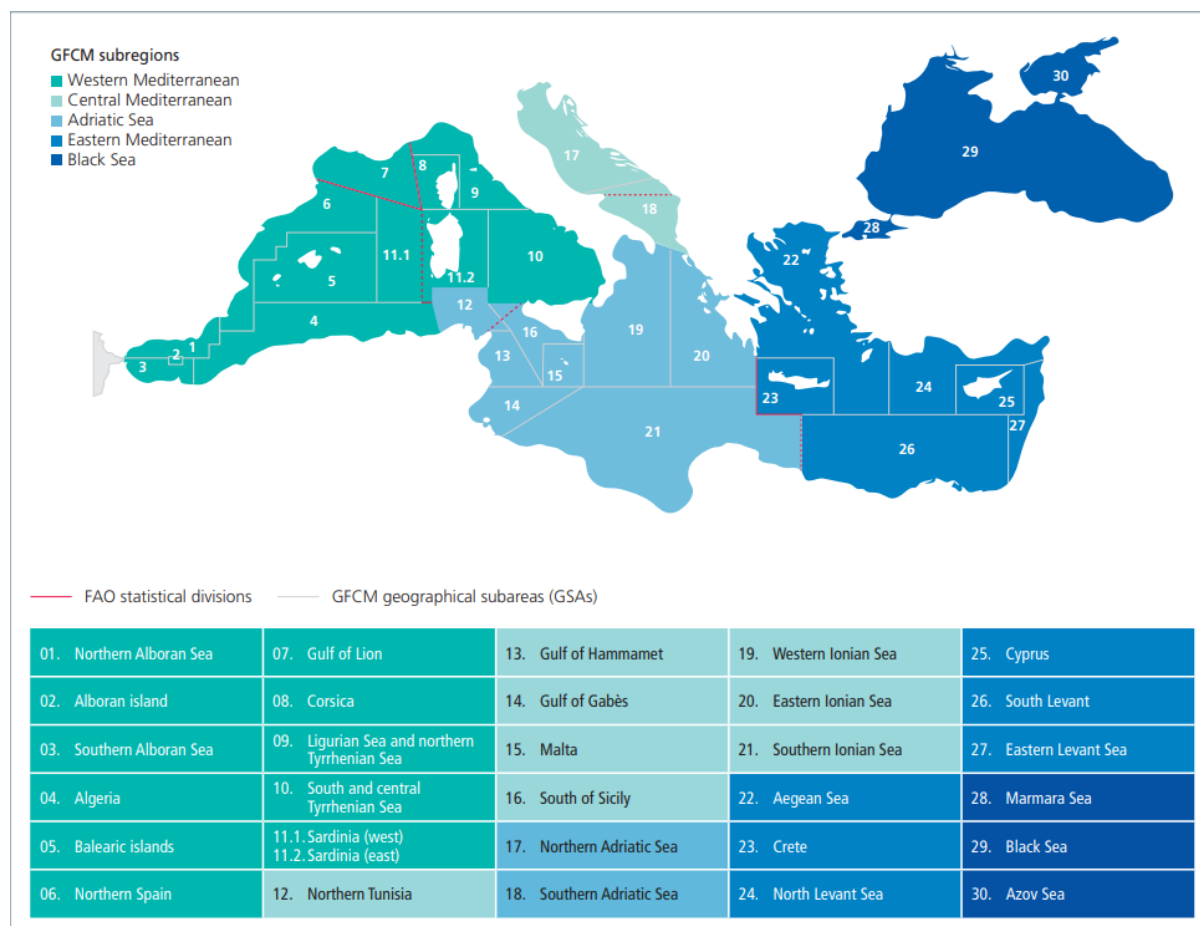 GFCM subregions
Western Mediterranean
Central Mediterranean
Adriatic Sea
Eastern Mediterranean
Black Sea
30
29
17
8
7
9
18
6
28
22
10
11.1
11.2
5
12
19
4
16
20
1
2
13
3
15
24
23
25
14
27
21
26
FAO statistical divisions
GFCM geographical subareas (GSAs)
01. Northern Alboran Sea
02. Alboran island
03. Southern Alboran Sea
04. Algeria
05. Balearic islands
06. Northern Spain
07. Gulf of Lion
08. Corsica
09. Ligurian Sea and northern
Tyrrhenian Sea
10. South and central
Tyrrhenian Sea
11.1. Sardinia (west)
11.2. Sardinia (east)
12. Northern Tunisia
13. Gulf of Hammamet
14. Gulf of Gabès
15. Malta
16. South of Sicily
17. Northern Adriatic Sea
18. Southern Adriatic Sea
19. Western Ionian Sea
20. Eastern Ionian Sea
21. Southern Ionian Sea
22. Aegean Sea
23. Crete
24. North Levant Sea
25. Cyprus
26. South Levant
27. Eastern Levant Sea
28. Marmara Sea
29. Black Sea
30. Azov Sea